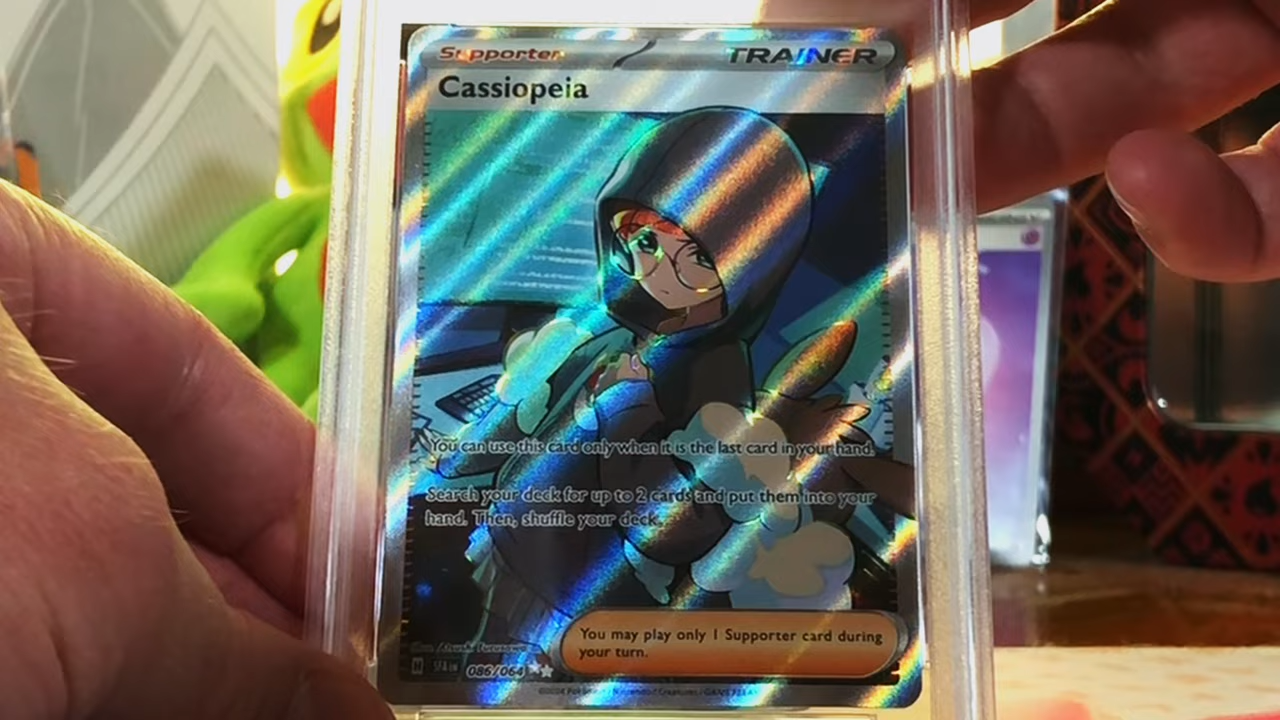 Supporter
TRAINER
Cassiopeia
You can use this card only when it is the last card in your hand.
Search your deck for up to 2 cards and put them into your
hand. Then, shuffle your deck.
You may play only 1 Supporter card during
your turn.
H SFA EN 086/064